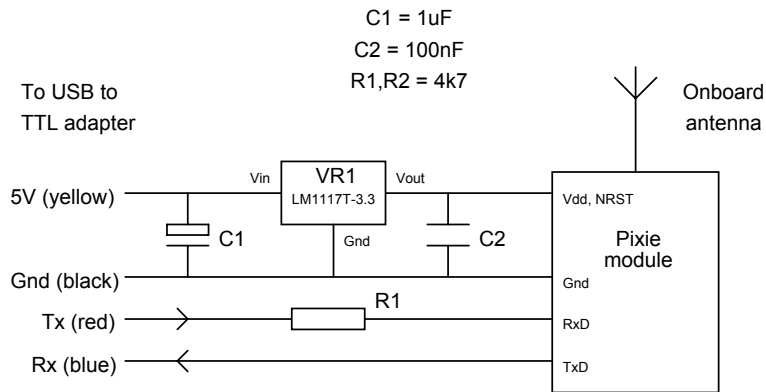 C1 = 1uF
C2 = 100nF
R1,R2 = 4k7
To USB to
TTL adapter
Onboard
antenna
5V (yellow)
Vin
VR1
LM1117T-3.3
Vout
Vdd, NRST
C1
Gnd
C2
Pixie
module
Gnd (black)
Gnd
R1
Tx (red)
RxD
Rx (blue)
TxD